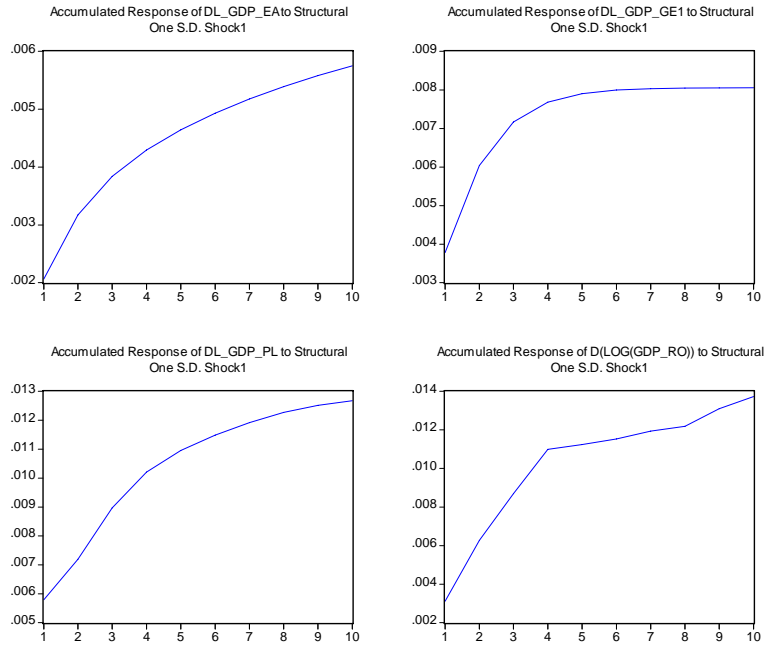 Accumulated Response of DL_GDP_EA to Structural
One S.D. Shock1
.006
.005
.004
.003
.002
1 2 3 4 5 6 7 8 9 10
Accumulated Response of DL_GDP_GE1 to Structural
One S.D. Shock1
.009
.008
.007
.006
.005
.004
.003
1 2 3 4 5 6 7 8 9 10
Accumulated Response of DL_GDP_PL to Structural
One S.D. Shock1
.013
.012
.011
.010
.009
.008
.007
.006
.005
1 2 3 4 5 6 7 8 9 10
Accumulated Response of D(LOG(GDP_RO)) to Structural
One S.D. Shock1
.014
.012
.010
.008
.006
.004
.002
1 2 3 4 5 6 7 8 9 10